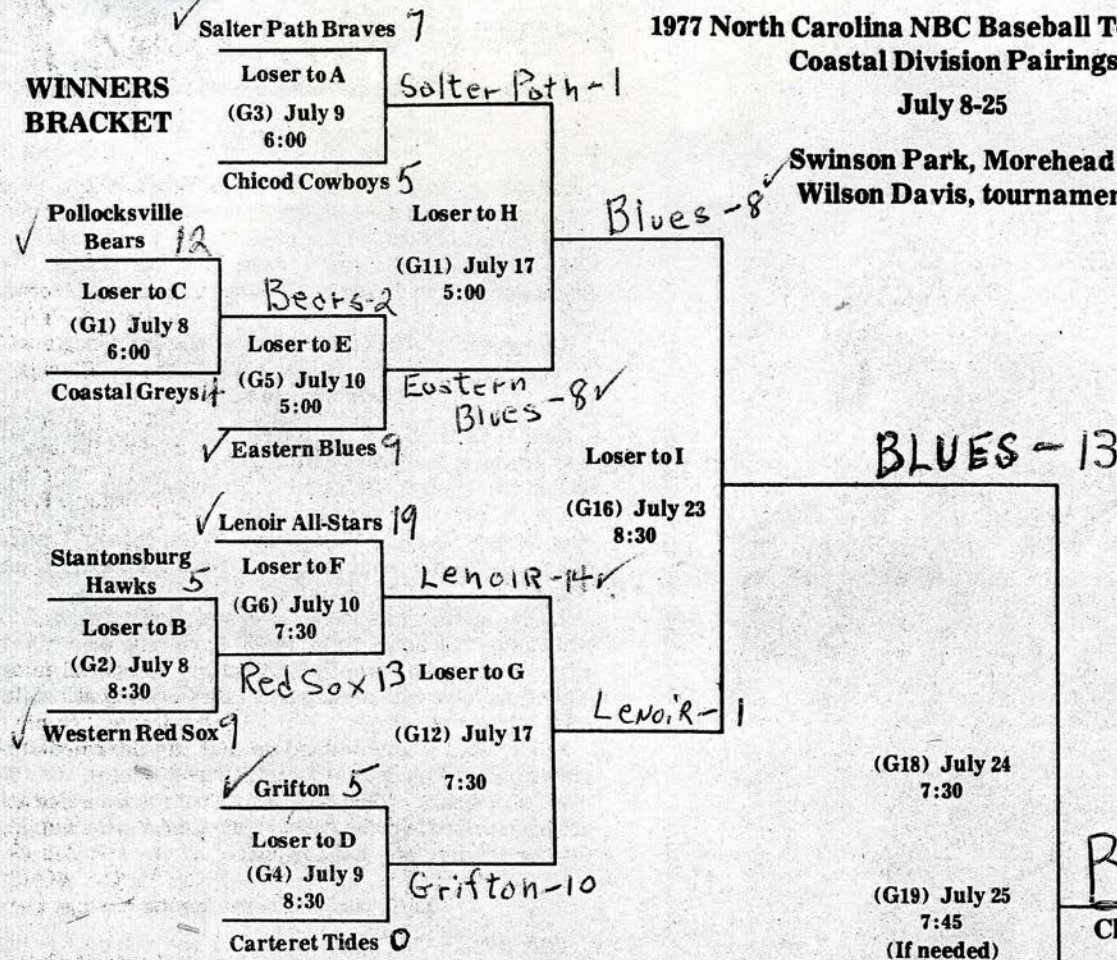 Salter Path Braves 7
1977 North Carolina NBC Baseball
Coastal Division Pairings
July 8-25
Swinson Park, Morehead
Wilson Davis,
WINNERS
BRACKET
Loser to A
(G3) July 9
6:00
Salter Path-1
Chicod Cowboys 5
Pollocksville
Bears 12
Loser to H
(G11) July 17
5:00
Blues-8
Loser to C
(G1) July 8
6:00
Bears-2
Coastal Greys 4
Loser to E
(G5) July 10
5:00
Eastern
Blues-8
Eastern Blues 9
Loser to I
(G16) July 23
8:30
BLUES-13
Lenoir All-Stars 19
Stantonsburg
Hawks 5
Loser to F
(G6) July 10
7:30
LENOIR-14
Loser to B
(G2) July 8
8:30
Red Sox 13
Western Red Sox 9
Loser to G
(G12) July 17
7:30
LENOIR-1
Grifton 5
Loser to D
(G4) July 9
8:30
Grifton-10
Carteret Tides 0
(G18) July 24
7:30
(G19) July 25
7:45
(If needed)